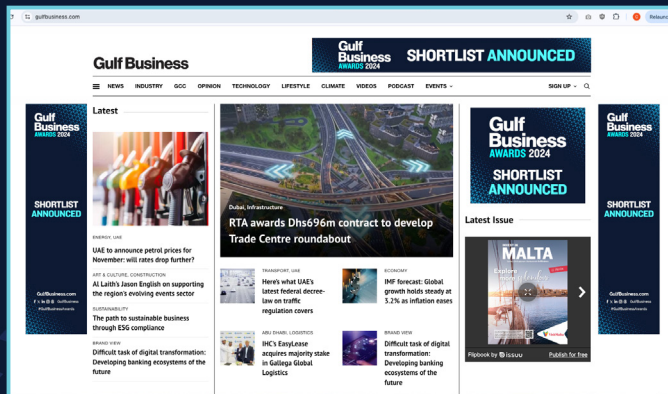 gulfbusiness.com
Relaunch
Gulf Business
Gulf
Business
AWARDS 2024
SHORTLIST ANNOUNCED
NEWS INDUSTRY GCC OPINION TECHNOLOGY LIFESTYLE CLIMATE VIDEOS PODCAST EVENTS
SIGN UP
Gulf
Business
AWARDS 2024
SHORTLIST
ANNOUNCED
GulfBusiness.com
GulfBusiness
#GulfBusinessAwards
Latest
ENERGY, UAE
UAE to announce petrol prices for
November: will rates drop further?
ART & CULTURE, CONSTRUCTION
Al Laith's Jason English on supporting
the region's evolving events sector
SUSTAINABILITY
The path to sustainable business
through ESG compliance
BRAND VIEW
Difficult task of digital transformation:
Developing banking ecosystems of the
future
Dubai, Infrastructure
RTA awards Dhs696m contract to develop
Trade Centre roundabout
TRANSPORT, UAE
Here's what UAE's
latest federal decree-
law on traffic
regulation covers
ECONOMY
IMF forecast: Global
growth holds steady at
3.2% as inflation eases
ABU DHABI, LOGISTICS
IHC's EasyLease
acquires majority stake
in Gallega Global
Logistics
BRAND VIEW
Difficult task of digital
transformation:
Developing banking
ecosystems of the
future
Gulf
Business
AWARDS 2024
SHORTLIST
ANNOUNCED
Latest Issue
MALTA
Explore
Flipbook by issuu
Publish for free
Gulf
Business
AWARDS 2024
SHORTLIST
ANNOUNCED
GulfBusiness.com
GulfBusiness
#GulfBusinessAwards